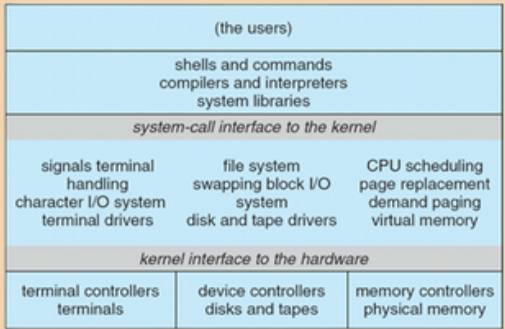 (the users)
shells and commands
compilers and interpreters
system libraries
system-call interface to the kernel
signals terminal
handling
character I/O system
terminal drivers
file system
swapping block I/O
system
disk and tape drivers
CPU scheduling
page replacement
demand paging
virtual memory
kernel interface to the hardware
terminal controllers
terminals
device controllers
disks and tapes
memory controllers
physical memory